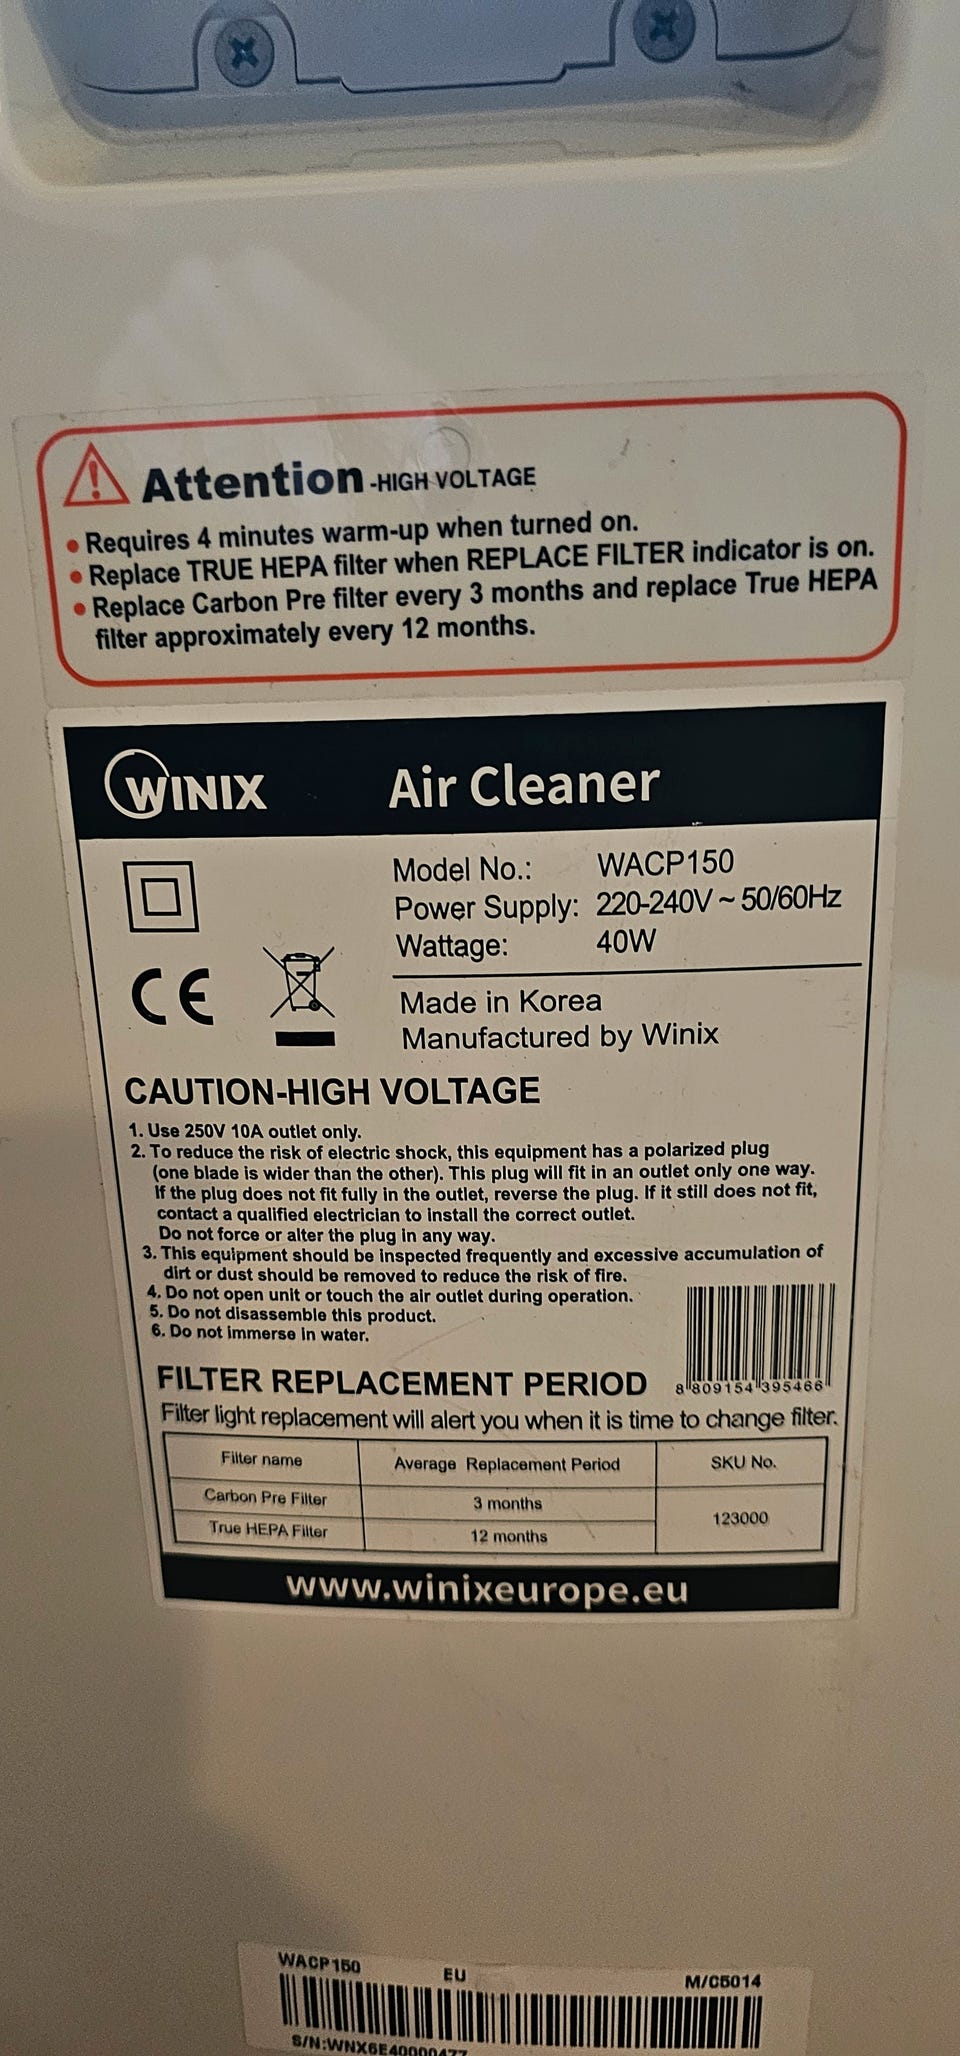 Attention -HIGH VOLTAGE
• Requires 4 minutes warm-up when turned on.
• Replace TRUE HEPA filter when REPLACE FILTER indicator is on.
• Replace Carbon Pre filter every 3 months and replace True HEPA
filter approximately every 12 months.
WINIX Air Cleaner
Model No.: WACP150
Power Supply: 220-240V ~ 50/60Hz
Wattage: 40W
CE
Made in Korea
Manufactured by Winix
CAUTION-HIGH VOLTAGE
1. Use 250V 10A outlet only.
2. To reduce the risk of electric shock, this equipment has a polarized plug
(one blade is wider than the other). This plug will fit in an outlet only one way.
If the plug does not fit fully in the outlet, reverse the plug. If it still does not fit,
contact a qualified electrician to install the correct outlet.
Do not force or alter the plug in any way.
3. This equipment should be inspected frequently and excessive accumulation of
dirt or dust should be removed to reduce the risk of fire.
4. Do not open unit or touch the air outlet during operation.
5. Do not disassemble this product.
6. Do not immerse in water.
8 809154 395466
FILTER REPLACEMENT PERIOD
Filter light replacement will alert you when it is time to change filter.
Filter name Average Replacement Period SKU No.
Carbon Pre Filter 3 months
123000
True HEPA Filter 12 months
www.winixeurope.eu
WACP150 EU M/C5014
S/N:WNX6E40000477